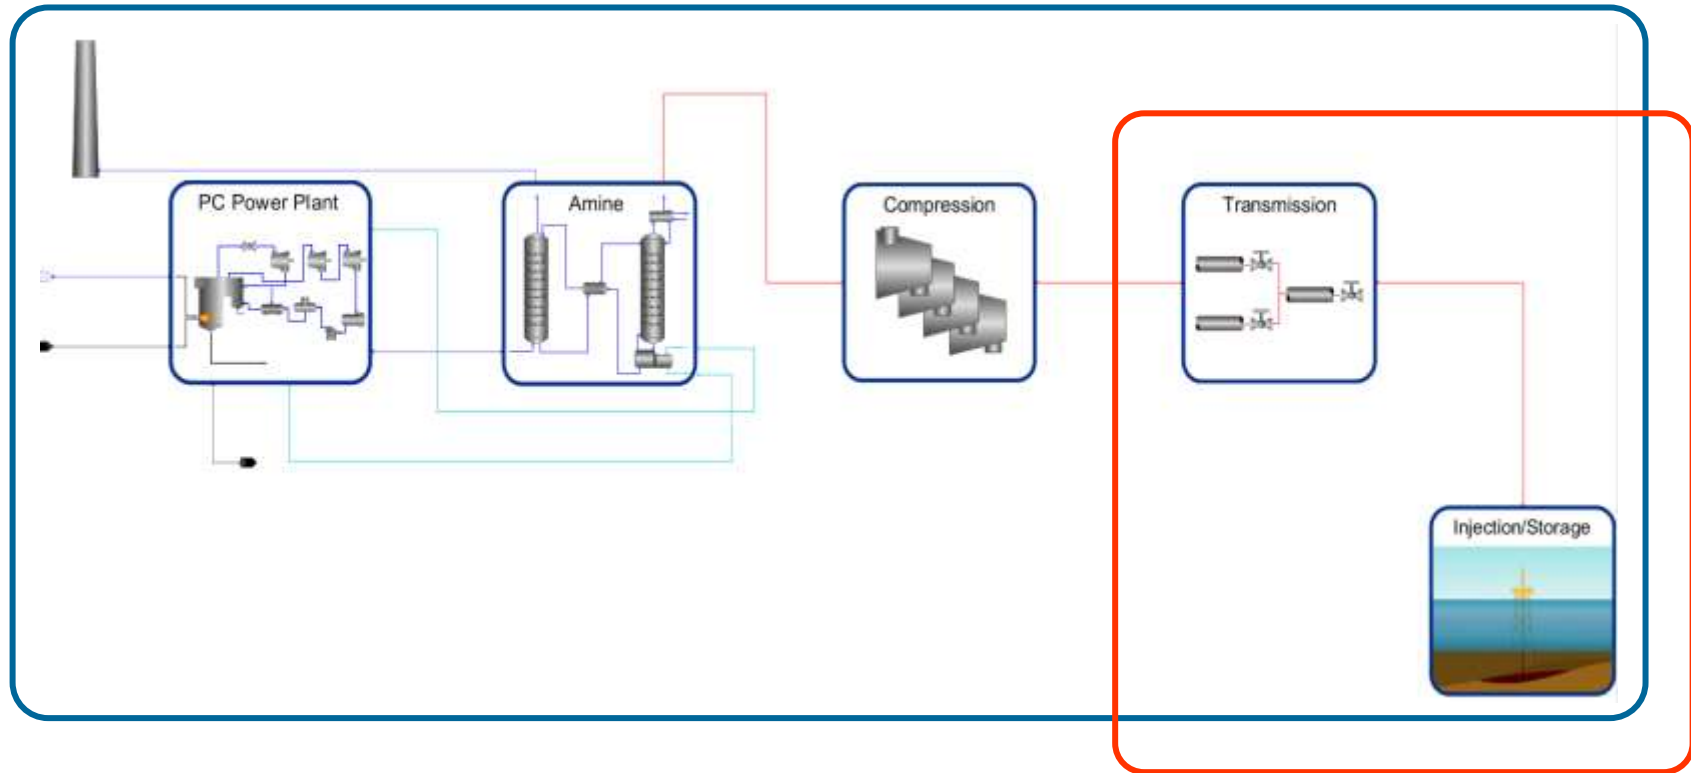 PC Power Plant
Amine
Compression
Transmission
Injection/Storage